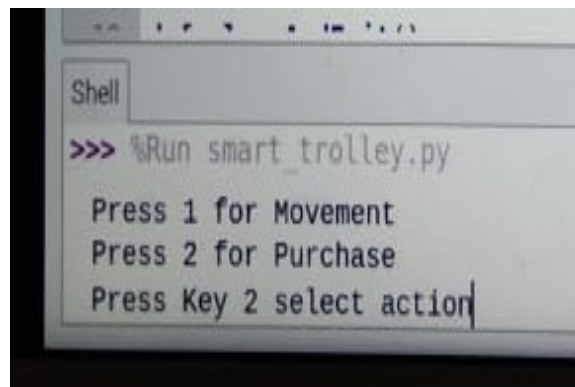 Shell
>>> %Run smart_trolley.py
Press 1 for Movement
Press 2 for Purchase
Press Key 2 select action